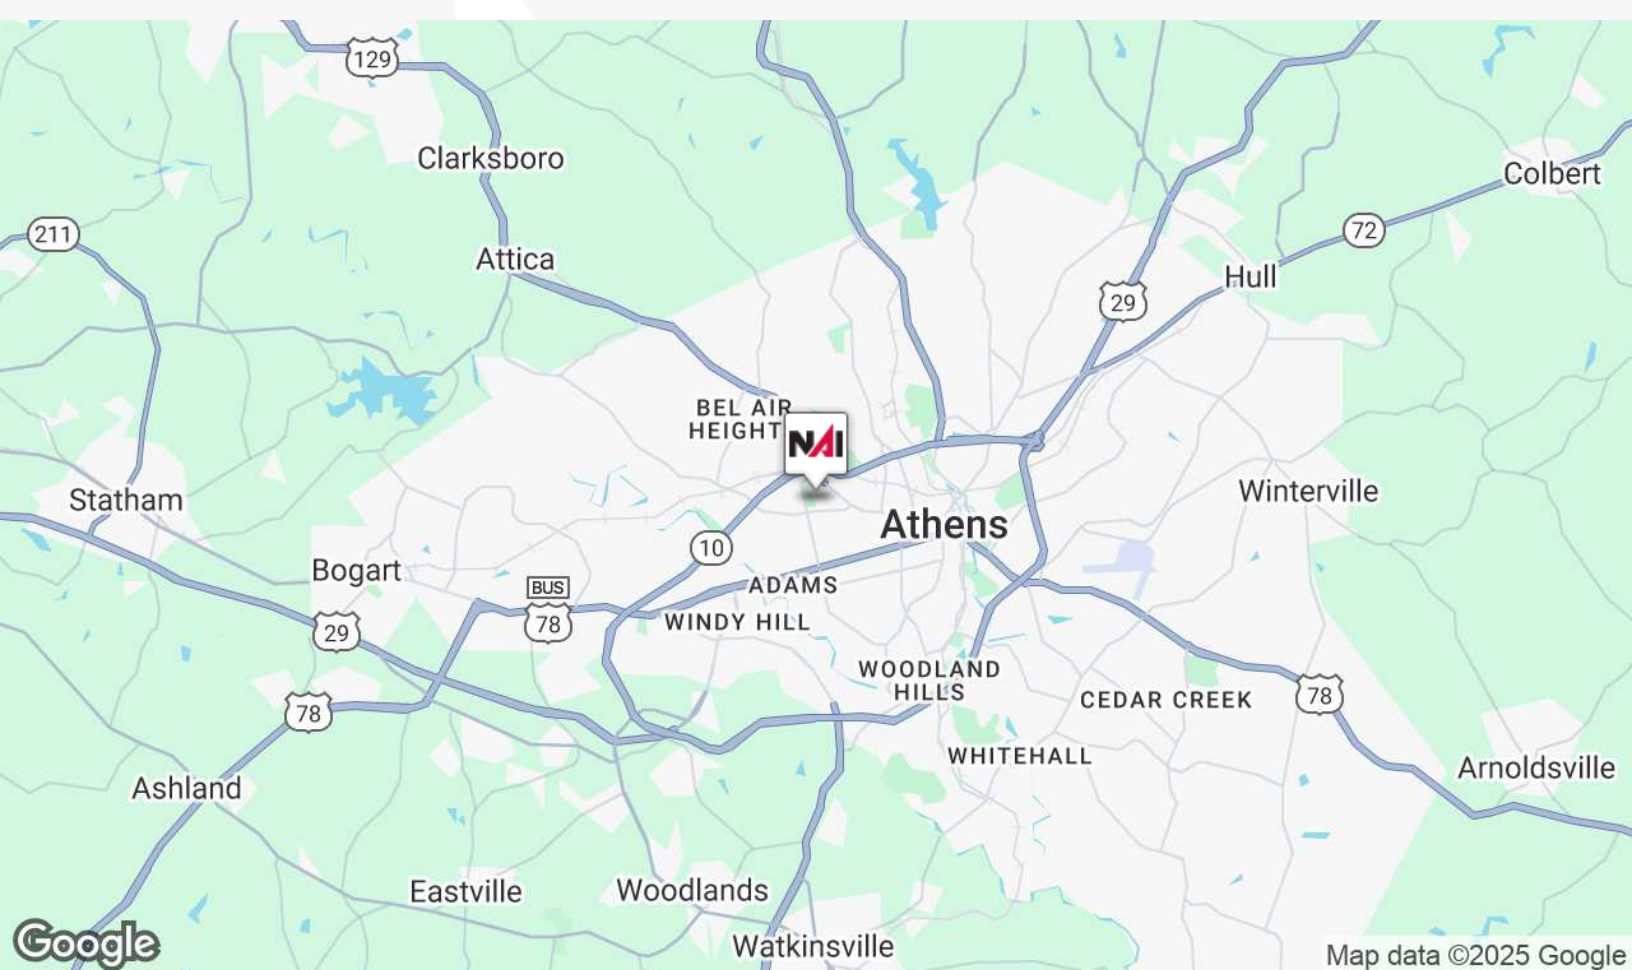 129
Clarksboro
Colbert
211
72
Attica
Hull
29
BEL AIR
HEIGHT
NAI
Statham
Winterville
Athens
10
Bogart
BUS
78
ADAMS
29
WINDY HILL
WOODLAND
HILLS
78
CEDAR CREEK
78
WHITEHALL
Arnoldsville
Ashland
Eastville
Woodlands
Google
Watkinsville
Map data ©2025 Google